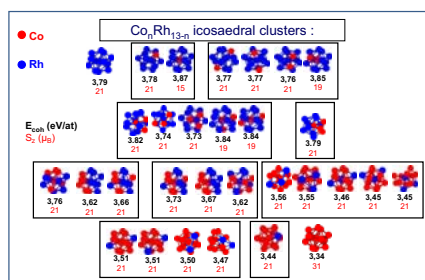 Co
Rh
ConRh13-n icosaedral clusters :
3,79 3,78 3,87 3,77 3,77 3,76 3,85
21 21 15 21 21 21 19
Ecoh (eV/at)
Sz (μB)
3.82 3,74 3,73 3.84 3.84 3.79
21 21 21 19 19 21
3,76 3,62 3,66 3,73 3,67 3,62 3,56 3,55 3,46 3,45 3,45
21 21 21 21 21 21 21 21 21 21 21
3,51 3,51 3,50 3,47 3,44 3,34
21 21 21 21 21 31